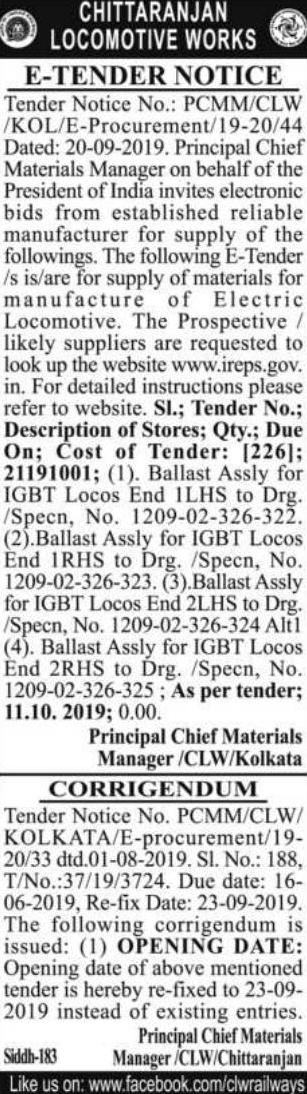 CHITTARANJAN
LOCOMOTIVE WORKS
E-TENDER NOTICE
Tender Notice No.: PCMM/CLW
/KOL/E-Procurement/19-20/44
Dated: 20-09-2019. Principal Chief
Materials Manager on behalf of the
President of India invites electronic
bids from established reliable
manufacturer for supply of the
followings. The following E-Tender
/s is/are for supply of materials for
manufacture of Electric
Locomotive. The Prospective /
likely suppliers are requested to
look up the website www.ireps.gov.
in. For detailed instructions please
refer to website. Sl.; Tender No.;
Description of Stores; Qty.; Due
On; Cost of Tender: [226];
21191001; (1). Ballast Assly for
IGBT Locos End 1LHS to Drg.
/Specn, No. 1209-02-326-322.
(2).Ballast Assly for IGBT Locos
End 1RHS to Drg. /Specn, No.
1209-02-326-323. (3).Ballast Assly
for IGBT Locos End 2LHS to Drg.
/Specn, No. 1209-02-326-324 Alt1
(4). Ballast Assly for IGBT Locos
End 2RHS to Drg. /Specn, No.
1209-02-326-325 ; As per tender;
11.10. 2019; 0.00.
Principal Chief Materials
Manager /CLW/Kolkata
CORRIGENDUM
Tender Notice No. PCMM/CLW/
KOLKATA/E-procurement/19-
20/33 dtd.01-08-2019. Sl. No.: 188,
T/No.:37/19/3724. Due date: 16-
06-2019, Re-fix Date: 23-09-2019.
The following corrigendum is
issued: (1) OPENING DATE:
Opening date of above mentioned
tender is hereby re-fixed to 23-09-
2019 instead of existing entries.
Principal Chief Materials
Siddh-183 Manager /CLW/Chittaranjan
Like us on: www.facebook.com/clwrailways